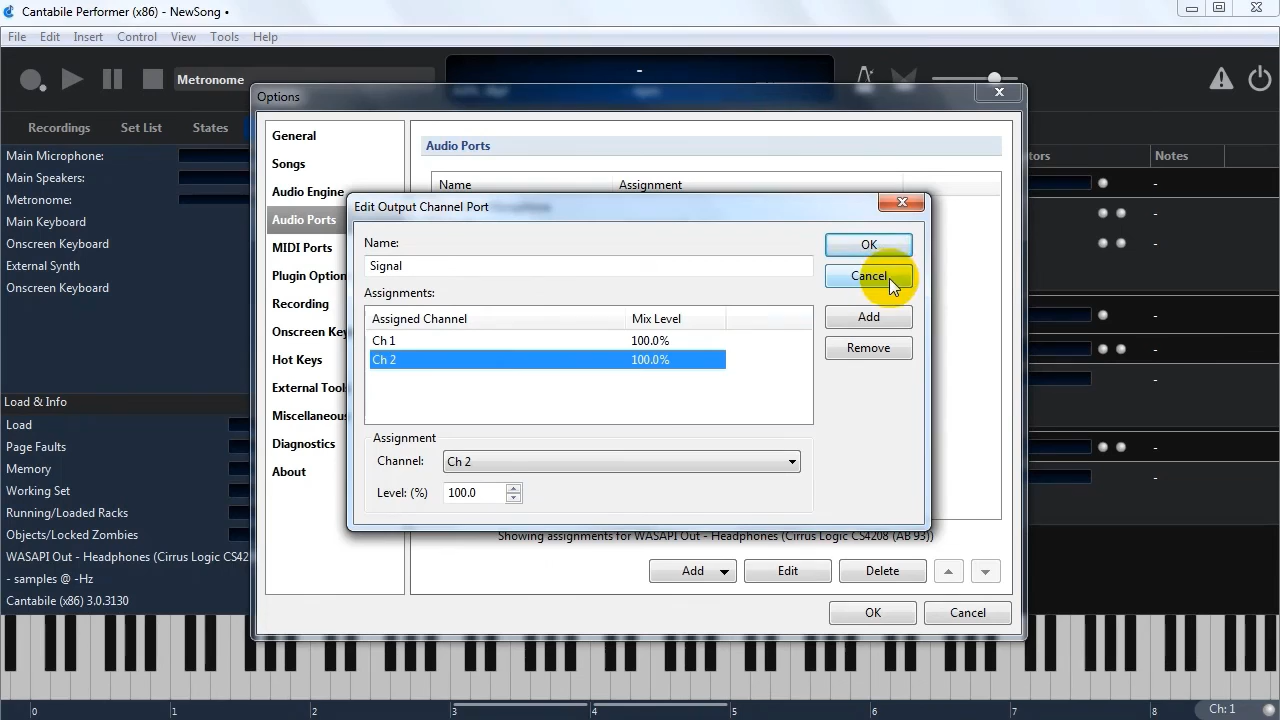 Cantabile Performer (x86) - NewSong •
File Edit Insert Control View Tools Help
Metronome
-
Options
Recordings Set List States
Main Microphone:
Main Speakers:
Metronome:
Main Keyboard
Onscreen Keyboard
External Synth
Onscreen Keyboard
Load & Info
Load
Page Faults
Memory
Working Set
Running/Loaded Racks
Objects/Locked Zombies
WASAPI Out - Headphones (Cirrus Logic CS42
- samples @ -Hz
Cantabile (x86) 3.0.3130
General
Songs
Audio Engine
Audio Ports
MIDI Ports
Plugin Option
Recording
Onscreen Key
Hot Keys
External Tool
Miscellaneous
Diagnostics
About
Audio Ports
Name Assignment
Edit Output Channel Port
Name:
Signal
Assignments:
Assigned Channel Mix Level
Ch 1 100.0%
Ch 2 100.0%
OK
Cancel
Add
Remove
Assignment
Channel: Ch 2
Level: (%) 100.0
Showing assignments for WASAPI Out - Headphones (Cirrus Logic CS4208 (AB 93))
Add Edit Delete
OK Cancel
tors Notes
-
-
-
-
-
-
-
-
0 1 2 3 4 5 6 7 8
Ch: 1